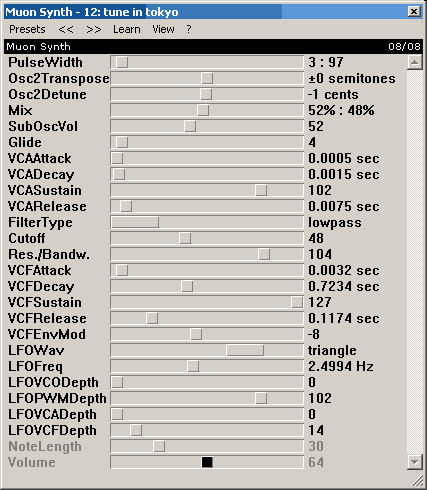 Muon Synth - 12: tune in tokyo
Presets << >> Learn View ?
Muon Synth 08/08
PulseWidth 3 : 97
Osc2Transpose ±0 semitones
Osc2Detune -1 cents
Mix 52% : 48%
SubOscVol 52
Glide 4
VCAAttack 0.0005 sec
VCADecay 0.0015 sec
VCASustain 102
VCARelease 0.0075 sec
FilterType lowpass
Cutoff 48
Res./Bandw. 104
VCFAttack 0.0032 sec
VCFDecay 0.7234 sec
VCFSustain 127
VCFRelease 0.1174 sec
VCFEnvMod -8
LFOWav triangle
LFOFreq 2.4994 Hz
LFOVCODepth 0
LFOPWMDepth 102
LFOVCADepth 0
LFOVCFDepth 14
NoteLength 30
Volume 64